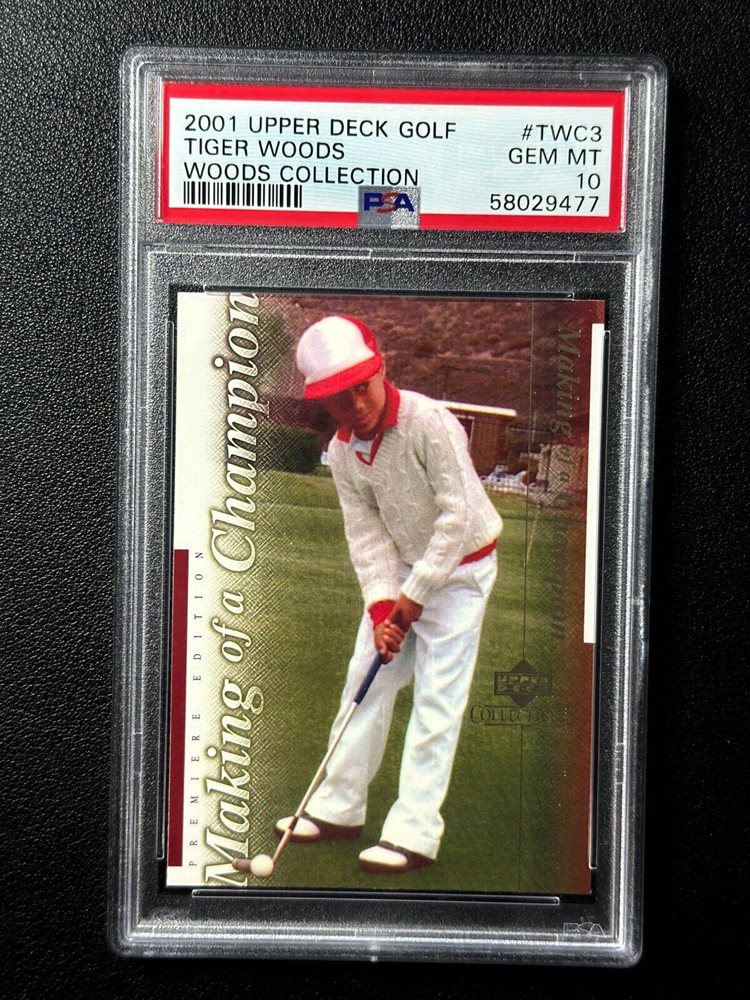 2001 UPPER DECK GOLF #TWC3
TIGER WOODS GEM MT
WOODS COLLECTION 10
PSA 58029477
Making of a Champion
PREMIERE EDITION
Making of a Champion
UPPER
DECK
PSA